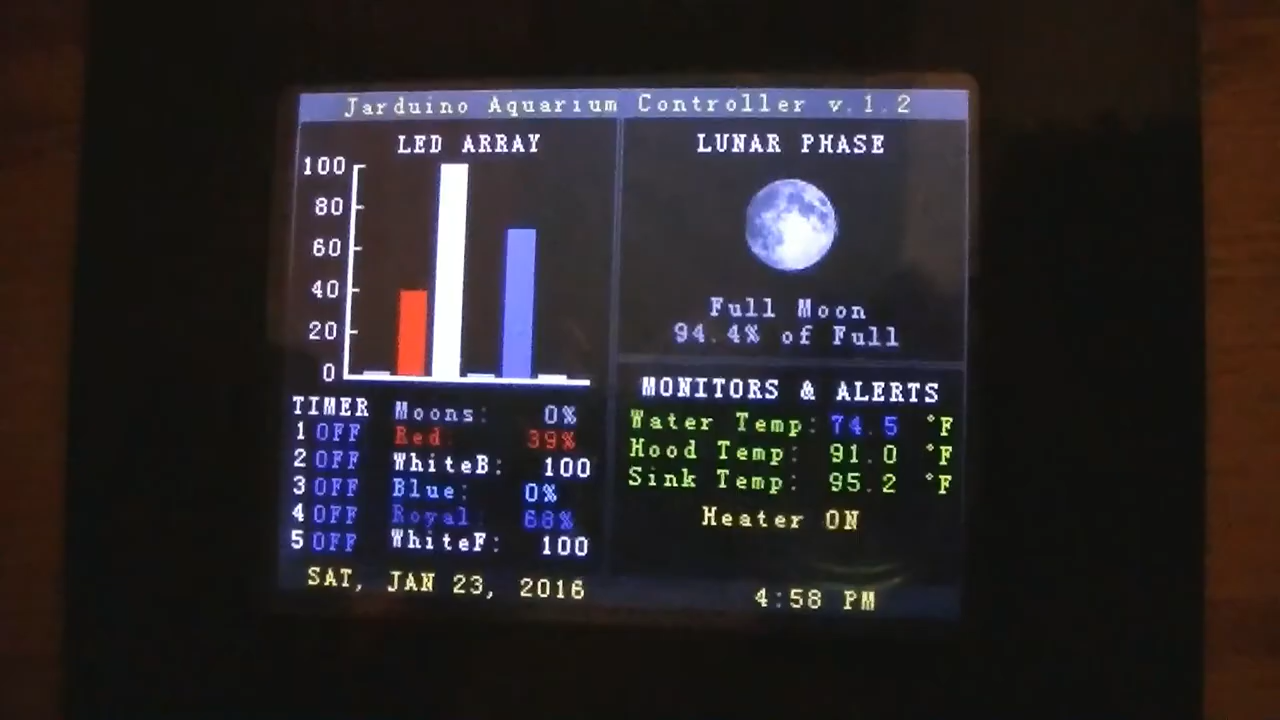 Jarduino Aquarium Controller v.1.2
LED ARRAY
100
80
60
40
20
0
TIMER
1 OFF
2 OFF
3 OFF
4 OFF
5 OFF
Moons: 0%
Red: 39%
WhiteB: 100
Blue: 0%
Royal: 68%
WhiteF: 100
LUNAR PHASE
Full Moon
94.4% of Full
MONITORS & ALERTS
Water Temp: 74.5 °F
Hood Temp: 91.0 °F
Sink Temp: 95.2 °F
Heater ON
SAT, JAN 23, 2016
4:58 PM